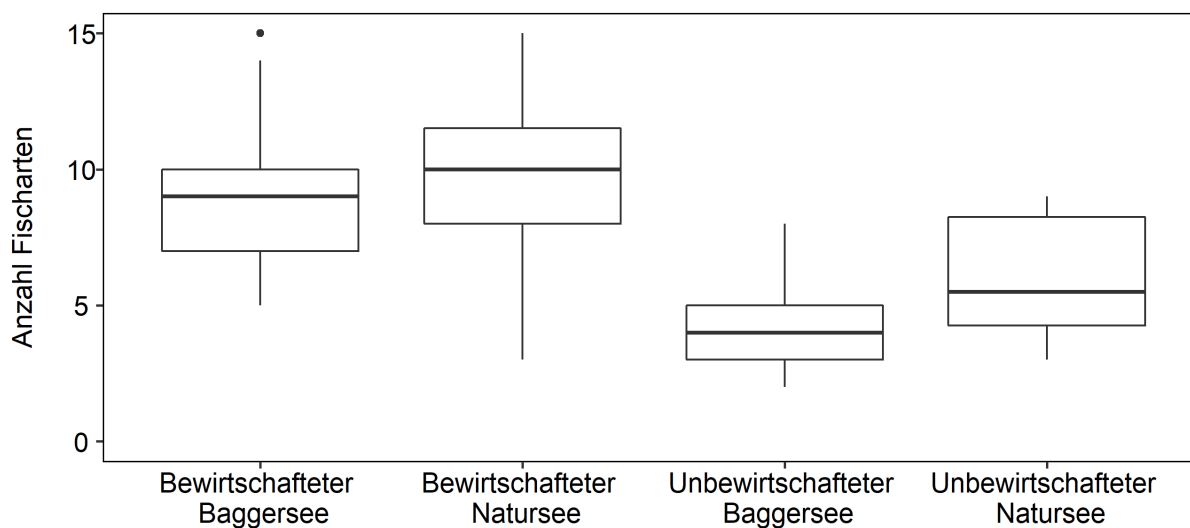 Anzahl Fischarten
15
10
5
0
Bewirtschafteter Baggersee
Bewirtschafteter Natursee
Unbewirtschafteter Baggersee
Unbewirtschafteter Natursee